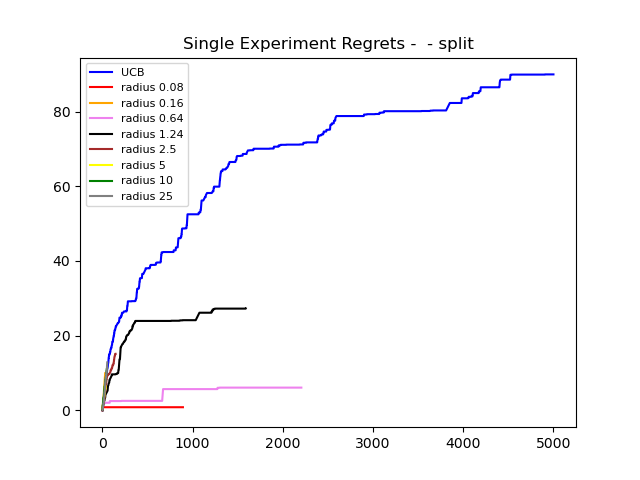 Single Experiment Regrets -  - split
UCB
radius 0.08
radius 0.16
radius 0.64
radius 1.24
radius 2.5
radius 5
radius 10
radius 25
80
60
40
20
0
0 1000 2000 3000 4000 5000